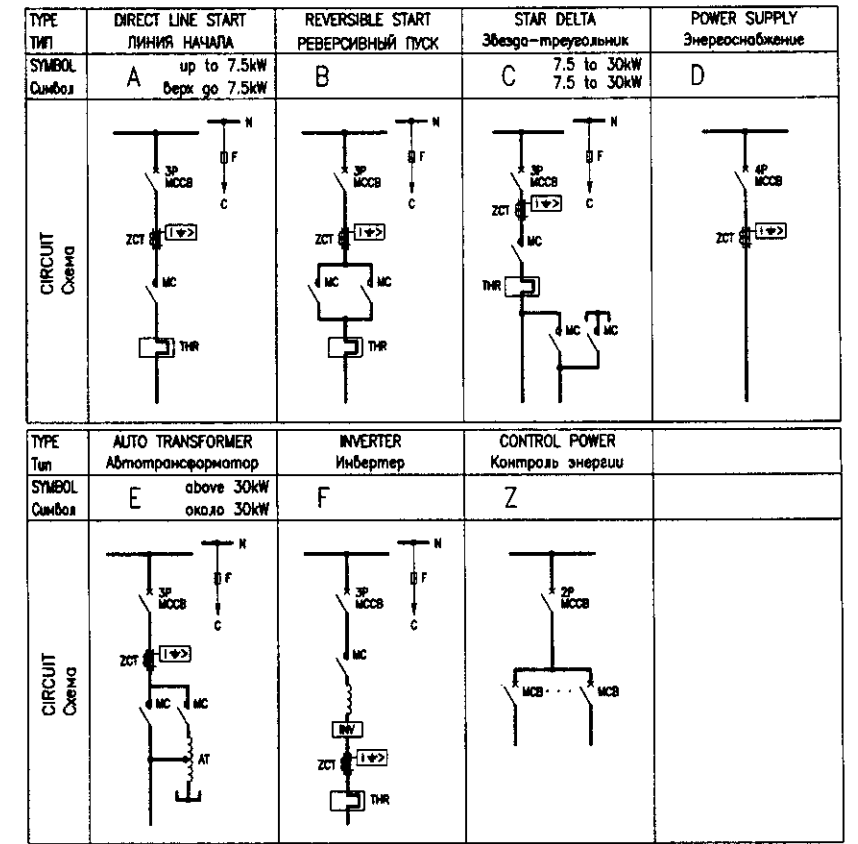 TYPE
ТИП
DIRECT LINE START
ЛИНИЯ НАЧАЛА
REVERSIBLE START
РЕВЕРСИВНЫЙ ПУСК
STAR DELTA
Звезда-треугольник
POWER SUPPLY
Энергоснабжение
SYMBOL
Символ
A
up to 7.5kW
верх до 7.5kW
B
C
7.5 to 30kW
7.5 to 30kW
D
CIRCUIT
Схема
N
F
C
3P
MCCB
ZCT
I >
MC
THR
N
F
C
3P
MCCB
ZCT
I >
MC
MC
THR
N
F
C
3P
MCCB
ZCT
I >
MC
THR
MC
MC
4P
MCCB
ZCT
I >
TYPE
Тип
AUTO TRANSFORMER
Автотрансформатор
INVERTER
Инвертер
CONTROL POWER
Контроль энергии
SYMBOL
Символ
E
above 30kW
около 30kW
F
Z
CIRCUIT
Схема
N
F
C
3P
MCCB
ZCT
I >
MC
MC
AT
N
F
C
3P
MCCB
MC
INV
ZCT
I >
THR
2P
MCCB
MCB
MCB